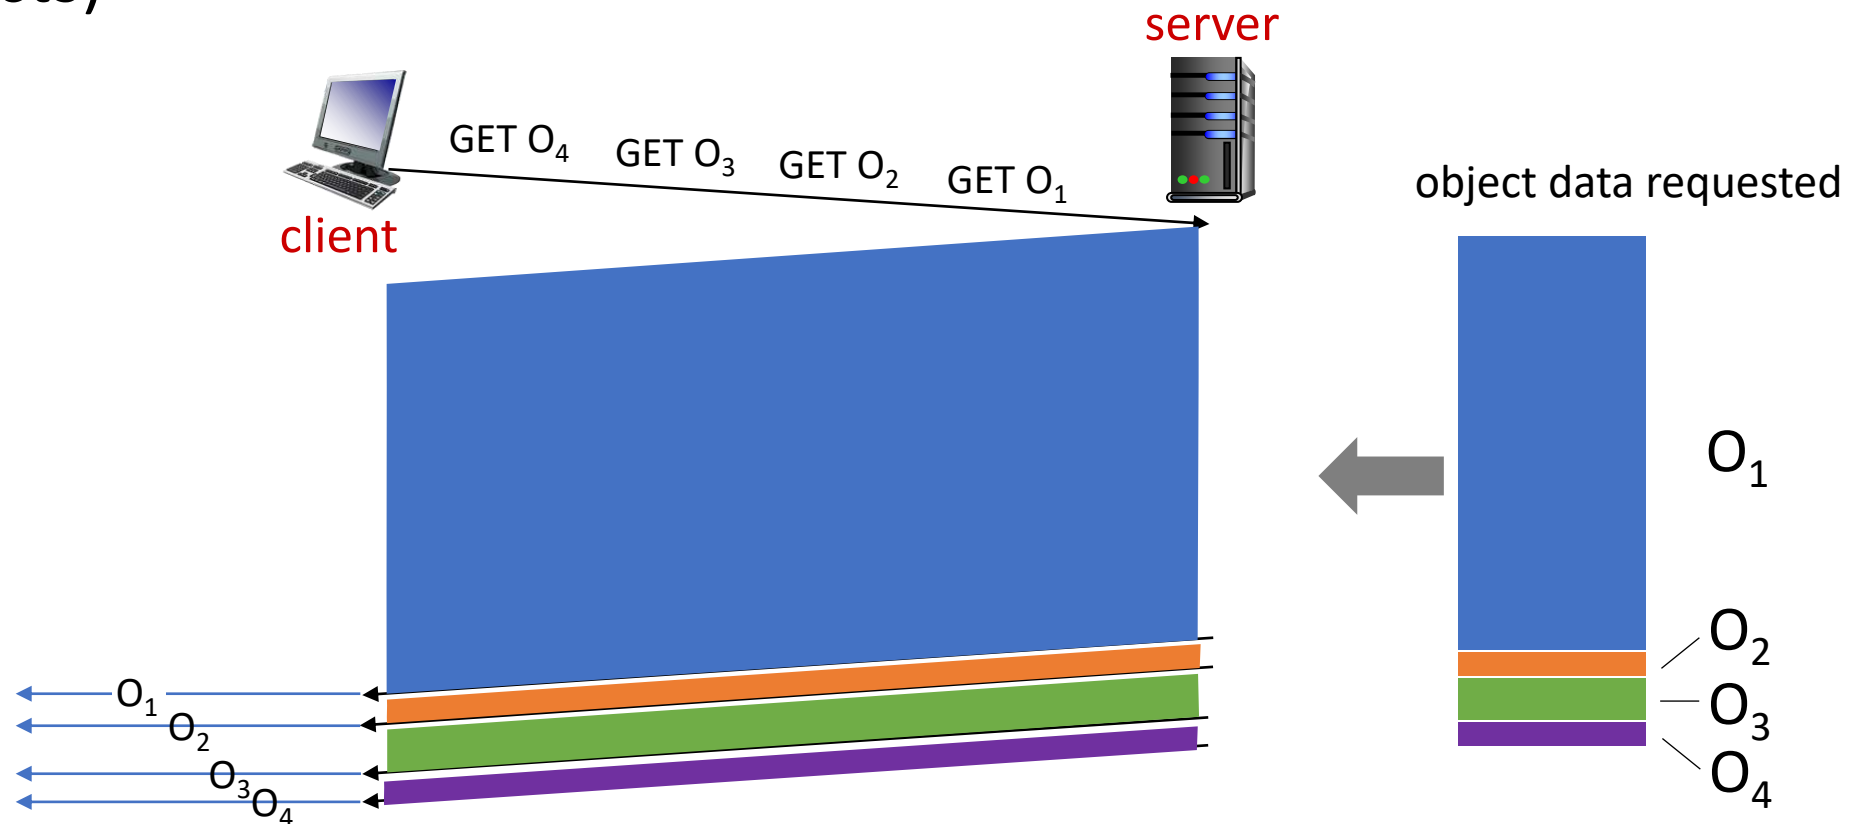 server
GET O₄ GET O₃ GET O₂ GET O₁
object data requested
client
O₁
O₂
O₃
O₄
O₁
O₂
O₃
O₄